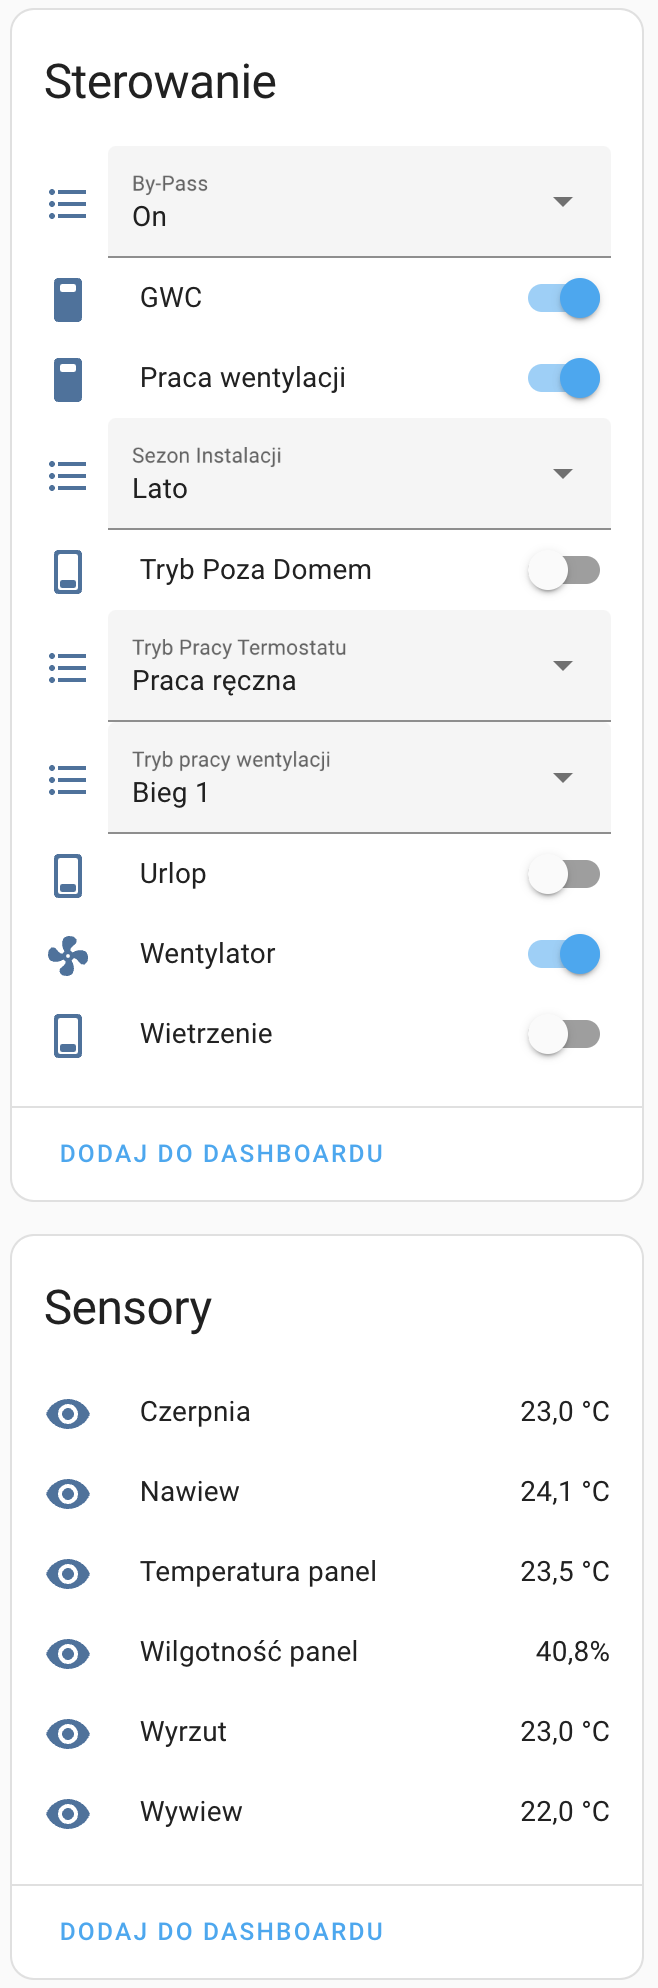 Sterowanie
By-Pass
On
GWC
Praca wentylacji
Sezon Instalacji
Lato
Tryb Poza Domem
Tryb Pracy Termostatu
Praca ręczna
Tryb pracy wentylacji
Bieg 1
Urlop
Wentylator
Wietrzenie
DODAJ DO DASHBOARDU
Sensory
Czerpnia 23,0 °C
Nawiew 24,1 °C
Temperatura panel 23,5 °C
Wilgotność panel 40,8%
Wyrzut 23,0 °C
Wywiew 22,0 °C
DODAJ DO DASHBOARDU